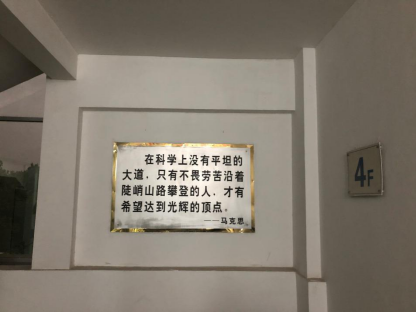 在科学上没有平坦的
大道，只有不畏劳苦沿着
陡峭山路攀登的人，才有
希望达到光辉的顶点。
——马克思
4F